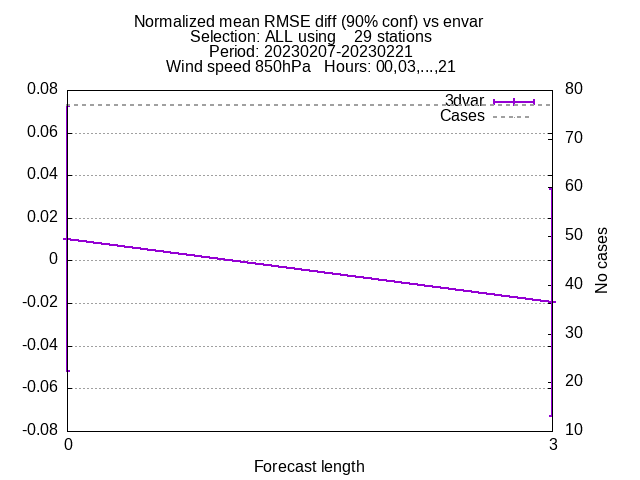 Normalized mean RMSE diff (90% conf) vs envar
Selection: ALL using    29 stations
Period: 20230207-20230221
Wind speed 850hPa   Hours: 00,03,...,21
0.08
0.06
0.04
0.02
0
-0.02
-0.04
-0.06
-0.08
3dvar
Cases
80
70
60
50
40
30
20
10
No cases
0
3
Forecast length